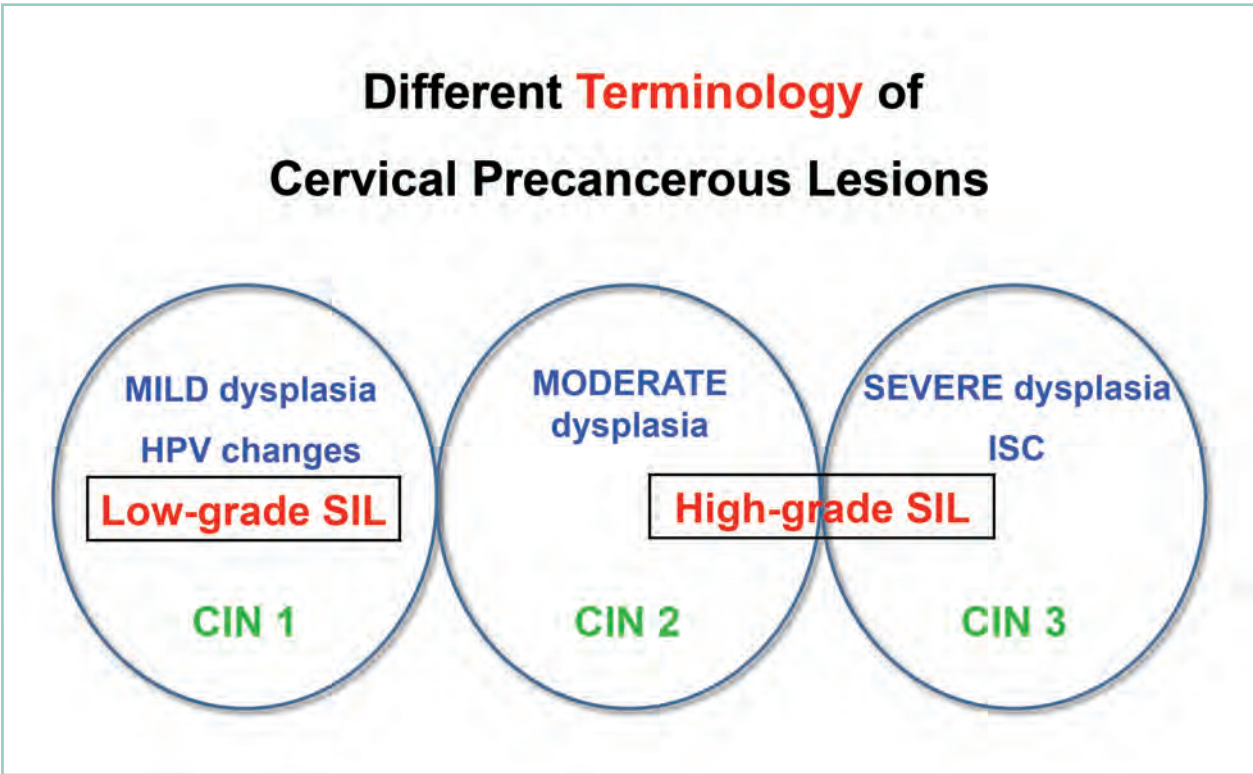 Different Terminology of
Cervical Precancerous Lesions
MILD dysplasia
HPV changes
Low-grade SIL
CIN 1
MODERATE
dysplasia
High-grade SIL
CIN 2
SEVERE dysplasia
ISC
CIN 3